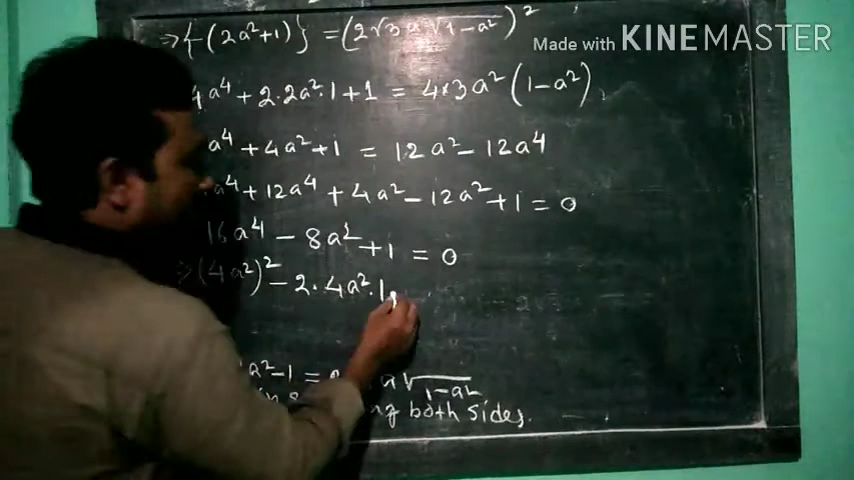 ⇒{-(2a²+1)} = (2√3 a√1-a²)²
Made with KINEMASTER
4a⁴ + 2·2a²·1 + 1 = 4×3a²(1-a²)
a⁴ + 4a² + 1 = 12a² - 12a⁴
a⁴ + 12a⁴ + 4a² - 12a² + 1 = 0
16a⁴ - 8a² + 1 = 0
⇒(4a²)² - 2·4a²·1
a²-1 = a√1-a²
both sides.